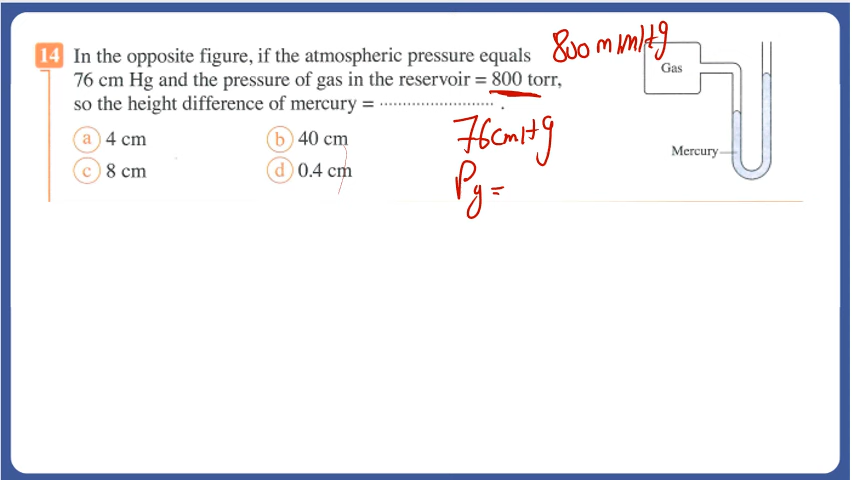 14 In the opposite figure, if the atmospheric pressure equals
76 cm Hg and the pressure of gas in the reservoir = 800 torr,
so the height difference of mercury = ........................ .
a 4 cm
b 40 cm
c 8 cm
d 0.4 cm
800 mmHg
76cmHg
Pg =
Gas
Mercury